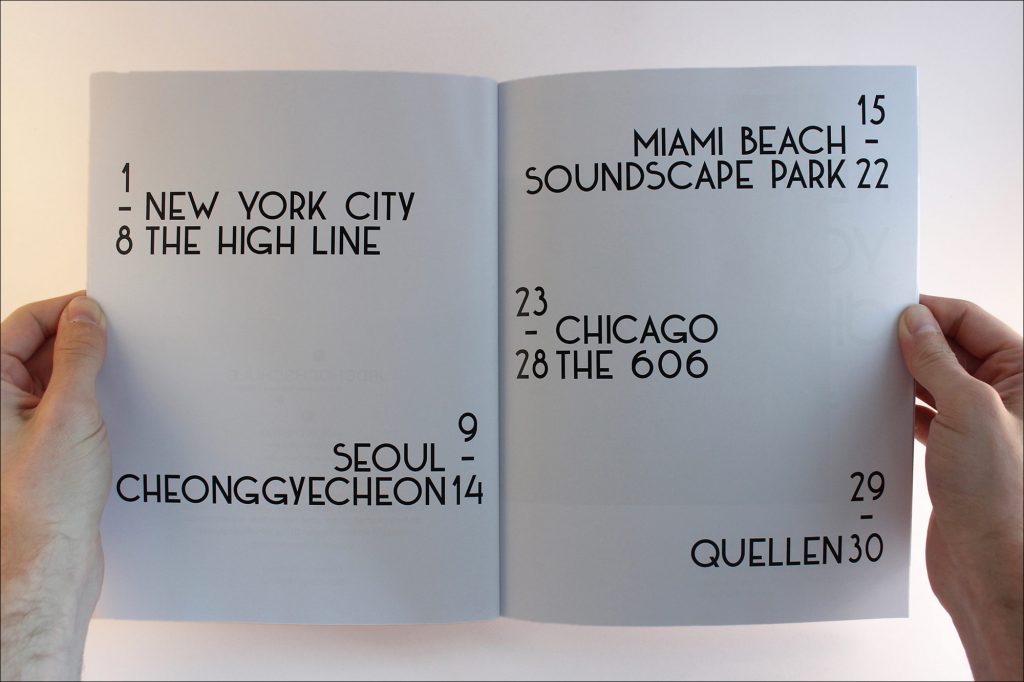 1
– NEW YORK CITY
8 THE HIGH LINE
9
SEOUL –
CHEONGGYECHEON 14
15
MIAMI BEACH –
SOUNDSCAPE PARK 22
23
– CHICAGO
28 THE 606
29
–
QUELLEN 30